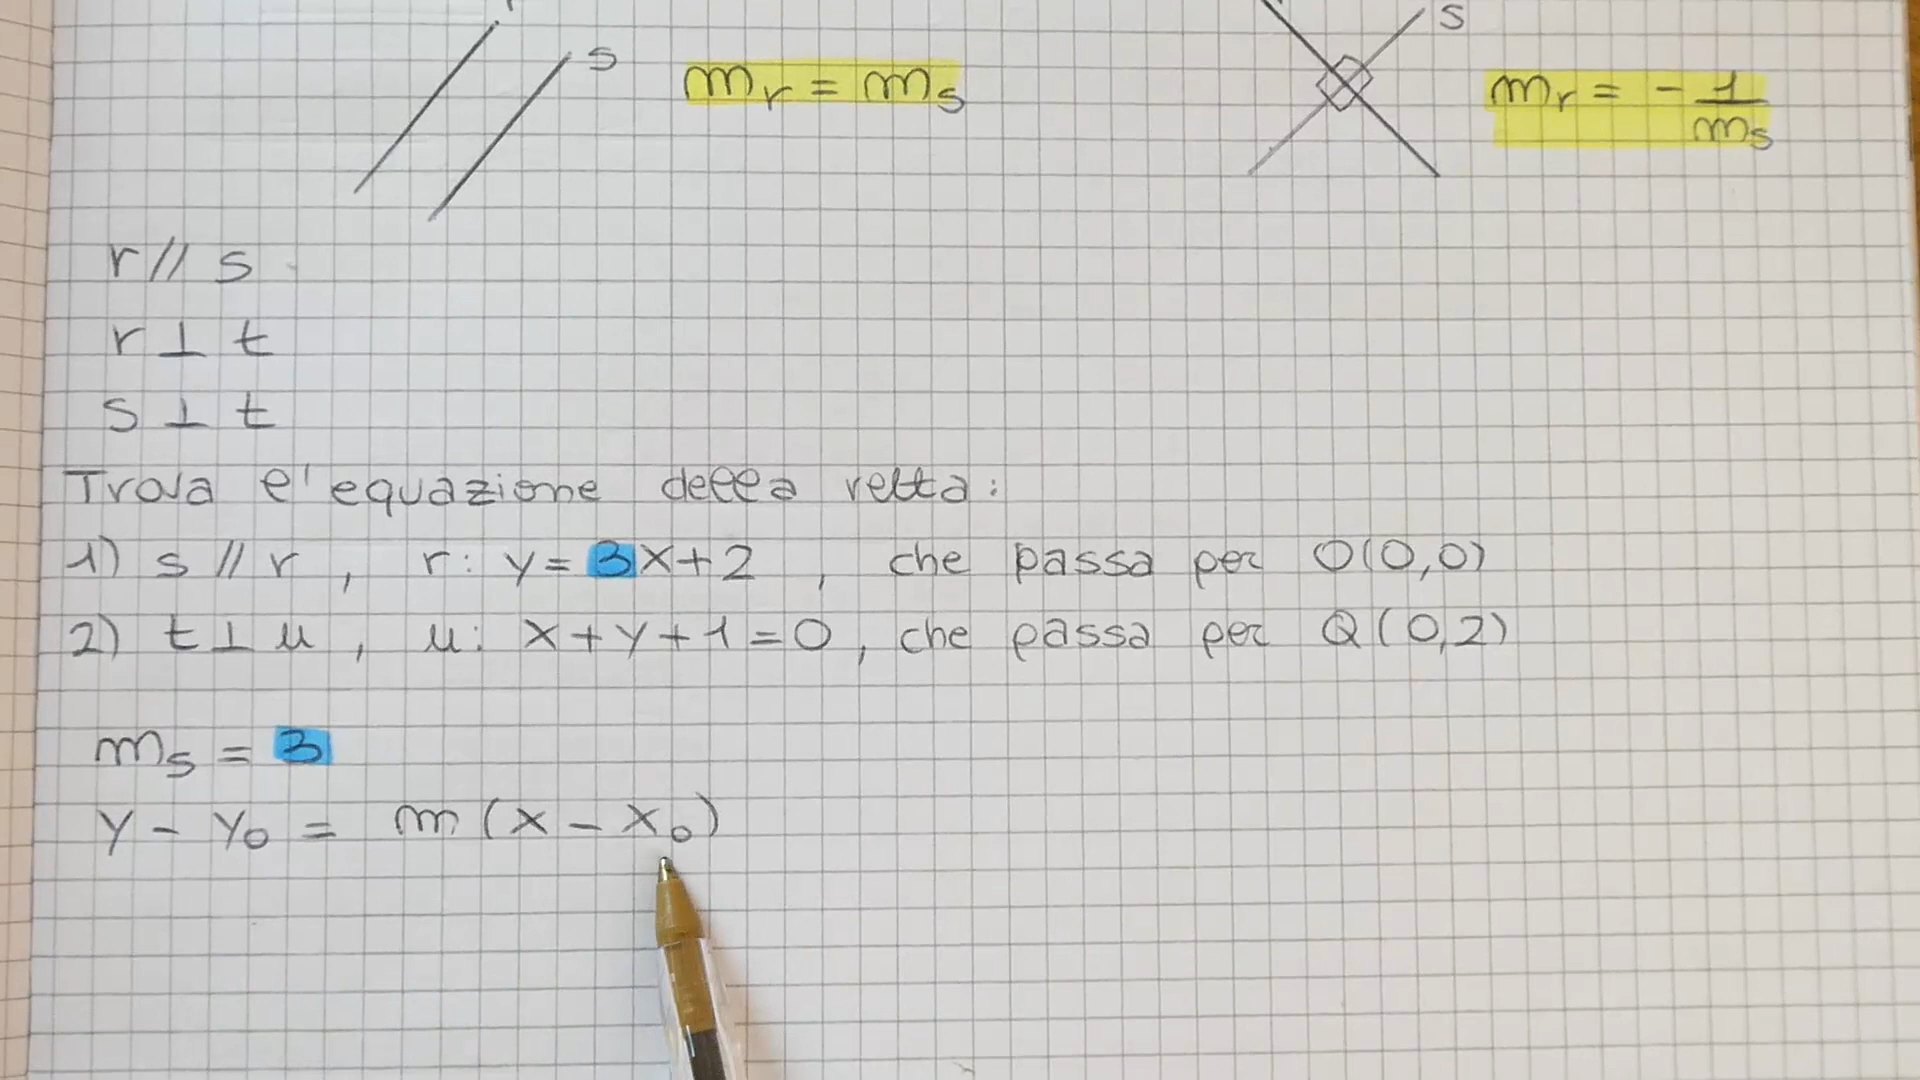 s
m_r = m_s
s
m_r = - 1/m_s
r // s
r ⊥ t
s ⊥ t
Trova l'equazione della retta:
1) s // r , r: y = 3x+2 , che passa per O(0,0)
2) t ⊥ u , u: x+y+1=0, che passa per Q(0,2)
m_s = 3
y - y_0 = m(x - x_0)